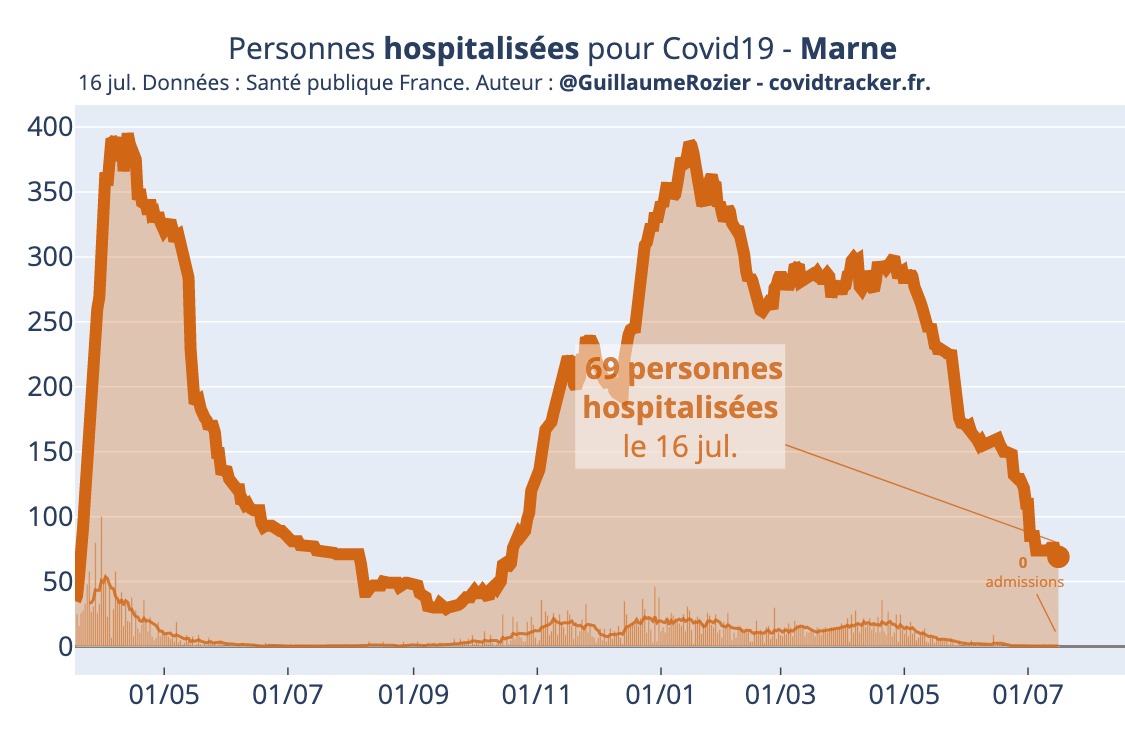 Personnes hospitalisées pour Covid19 - Marne
16 jul. Données : Santé publique France. Auteur : @GuillaumeRozier - covidtracker.fr.
400
350
300
250
200
150
100
50
0
69 personnes
hospitalisées
le 16 jul.
0
admissions
01/05 01/07 01/09 01/11 01/01 01/03 01/05 01/07